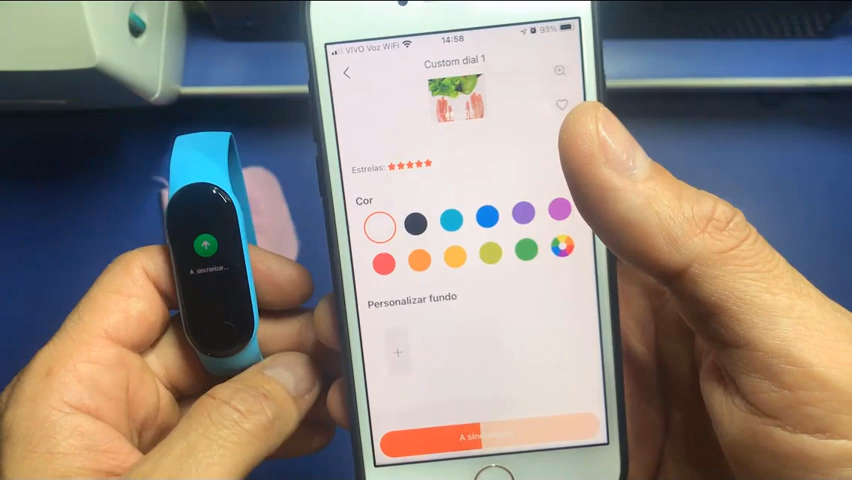 VIVO Voz WiFi 14:58 93%
Custom dial 1
Estrelas:
Cor
Personalizar fundo
A sincronizar...